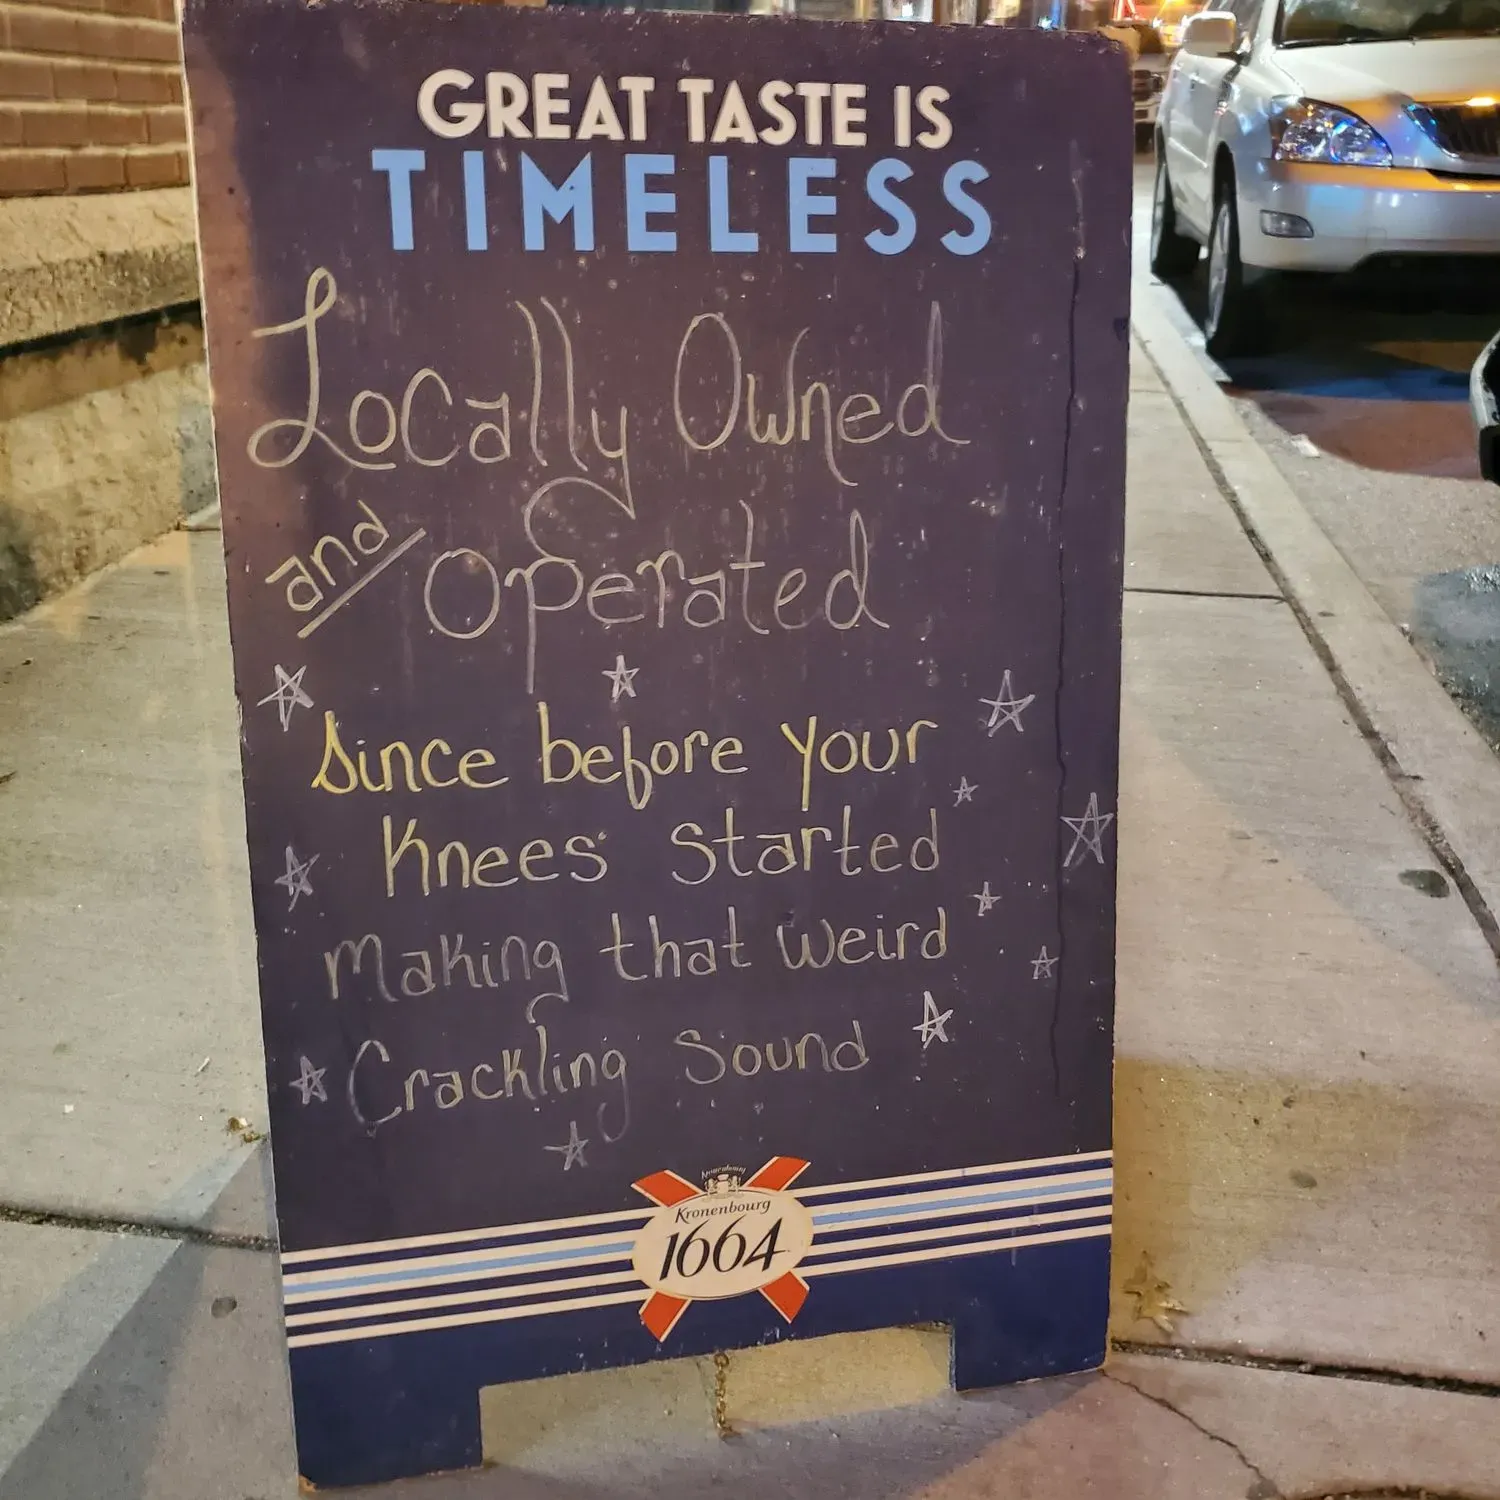 GREAT TASTE IS
TIMELESS
Locally Owned
and Operated
Since before your
Knees started
Making that weird
Crackling Sound
Kronenbourg
Kronenbourg
1664